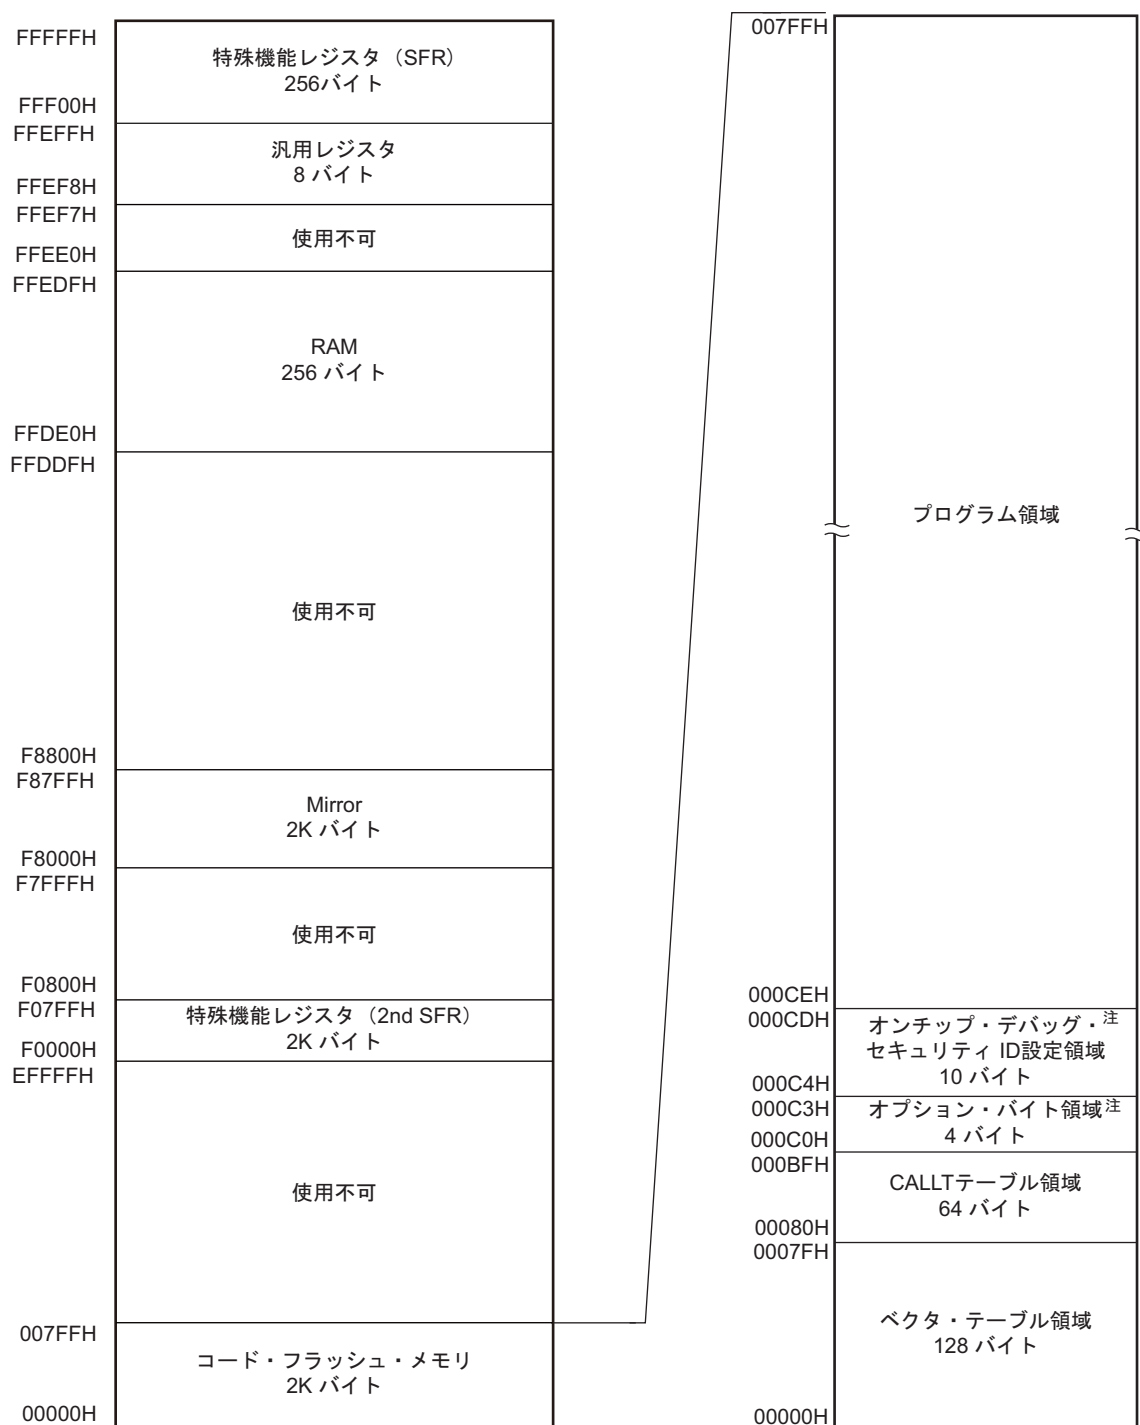 FFFFFH
特殊機能レジスタ(SFR)
256バイト
FFF00H
FFEFFH
汎用レジスタ
8 バイト
FFEF8H
FFEF7H
使用不可
FFEE0H
FFEDFH
RAM
256 バイト
FFDE0H
FFDDFH
使用不可
F8800H
F87FFH
Mirror
2K バイト
F8000H
F7FFFH
使用不可
F0800H
F07FFH
特殊機能レジスタ(2nd SFR)
2K バイト
F0000H
EFFFFH
使用不可
007FFH
コード・フラッシュ・メモリ
2K バイト
00000H
007FFH
プログラム領域
000CEH
000CDH
オンチップ・デバッグ・注
セキュリティ ID設定領域
10 バイト
000C4H
000C3H
オプション・バイト領域注
4 バイト
000C0H
000BFH
CALLTテーブル領域
64 バイト
00080H
0007FH
ベクタ・テーブル領域
128 バイト
00000H